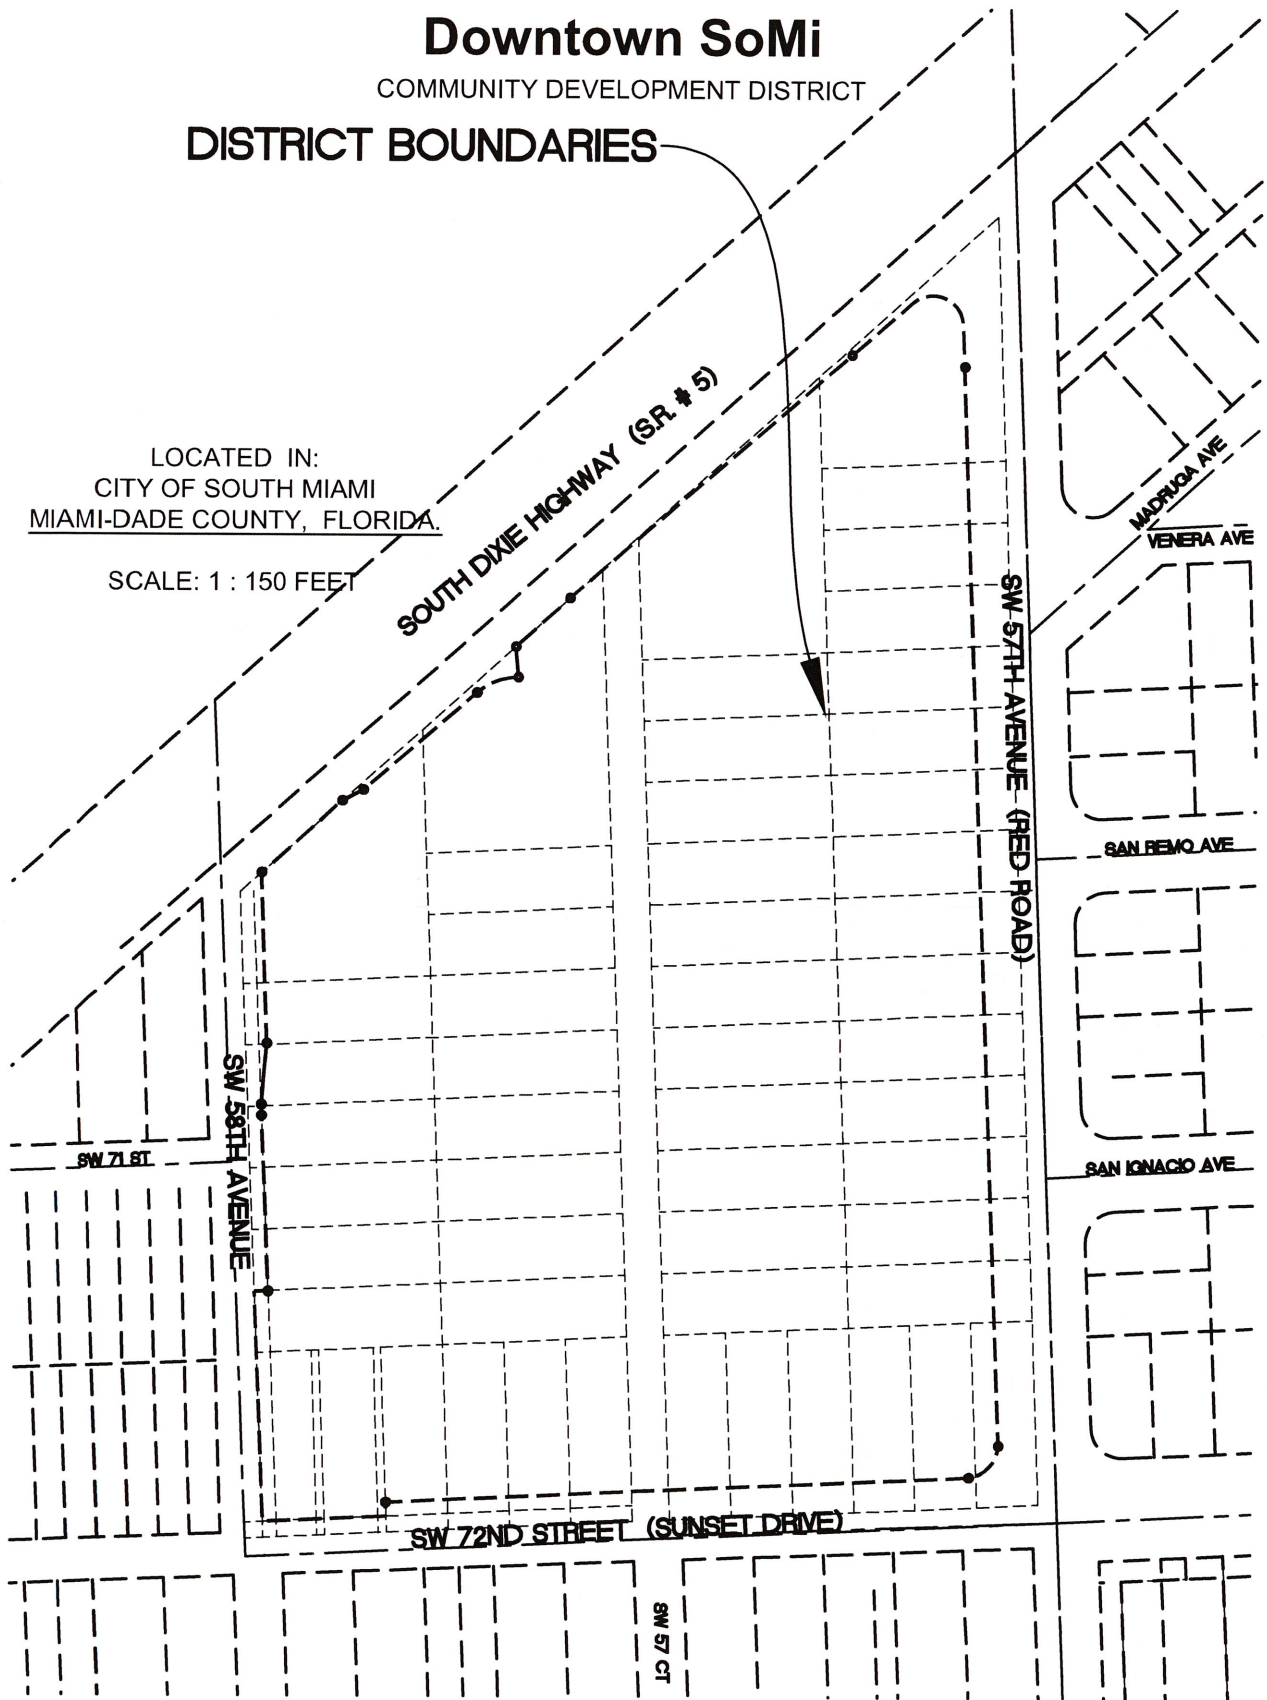 Downtown SoMi
COMMUNITY DEVELOPMENT DISTRICT
DISTRICT BOUNDARIES
LOCATED IN:
CITY OF SOUTH MIAMI
MIAMI-DADE COUNTY, FLORIDA.
SCALE: 1 : 150 FEET
SOUTH DIXIE HIGHWAY (S.R. # 5)
MADRUGA AVE
VENERA AVE
SW 57TH AVENUE (RED ROAD)
SAN REMO AVE
SW 58TH AVENUE
SW 71 ST
SAN IGNACIO AVE
SW 72ND STREET (SUNSET DRIVE)
SW 57 CT